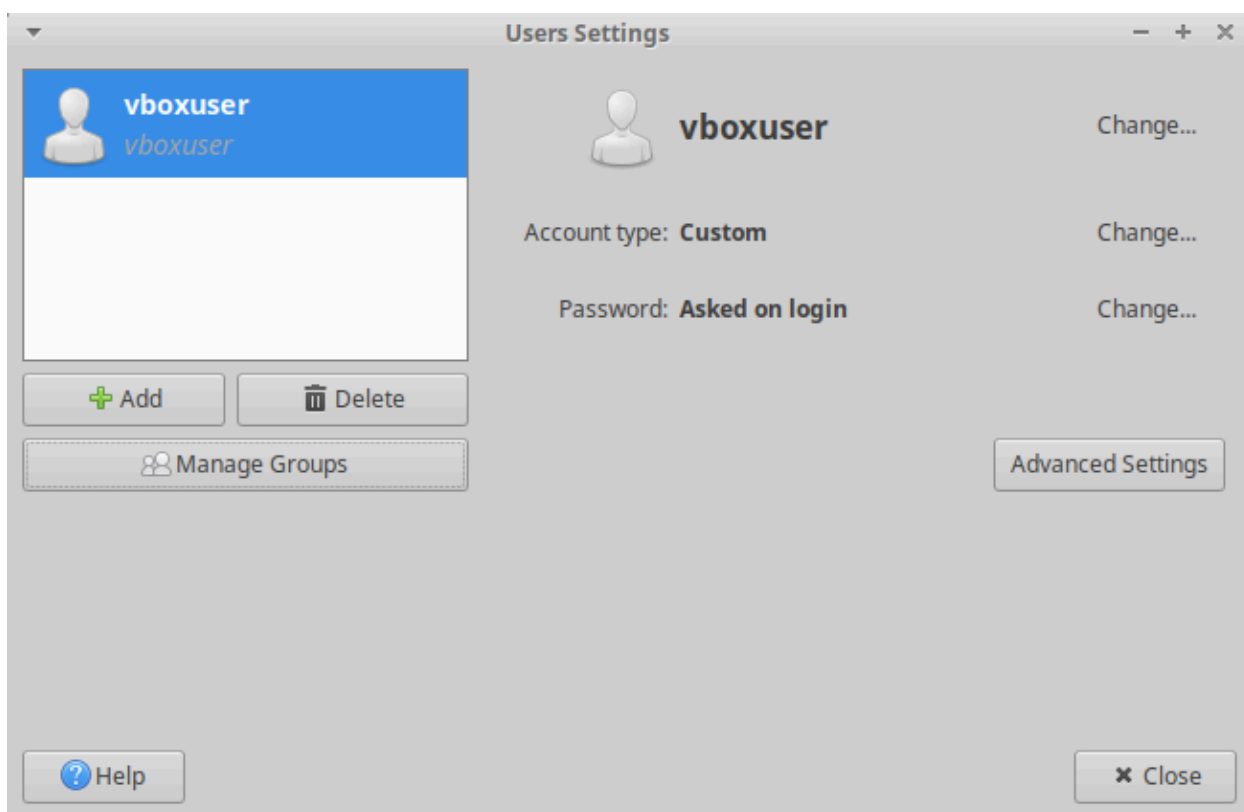 Users Settings
vboxuser
vboxuser
vboxuser
Change...
Account type: Custom
Change...
Password: Asked on login
Change...
Add
Delete
Manage Groups
Advanced Settings
Help
Close